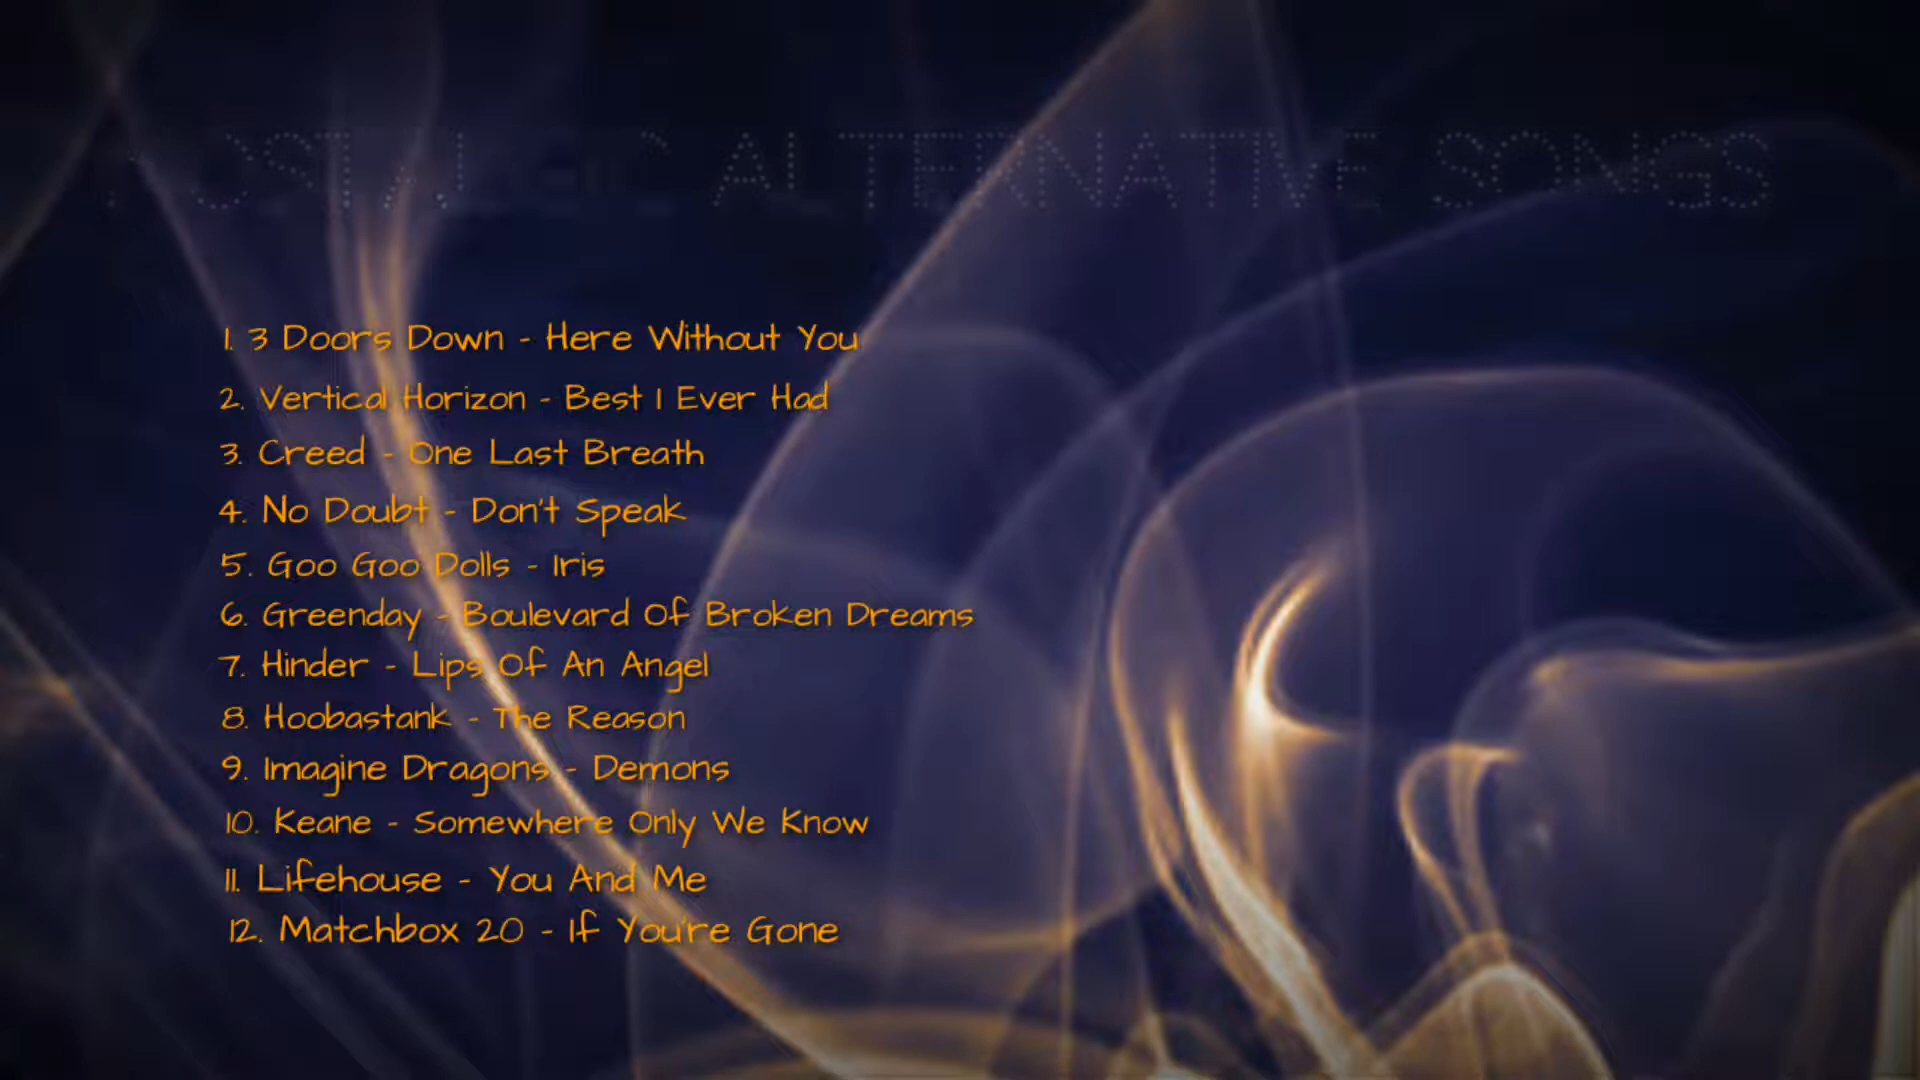 ALTERNATIVE SONGS
1. 3 Doors Down - Here Without You
2. Vertical Horizon - Best I Ever Had
3. Creed - One Last Breath
4. No Doubt - Don't Speak
5. Goo Goo Dolls - Iris
6. Greenday - Boulevard Of Broken Dreams
7. Hinder - Lips Of An Angel
8. Hoobastank - The Reason
9. Imagine Dragons - Demons
10. Keane - Somewhere Only We Know
11. Lifehouse - You And Me
12. Matchbox 20 - If You're Gone